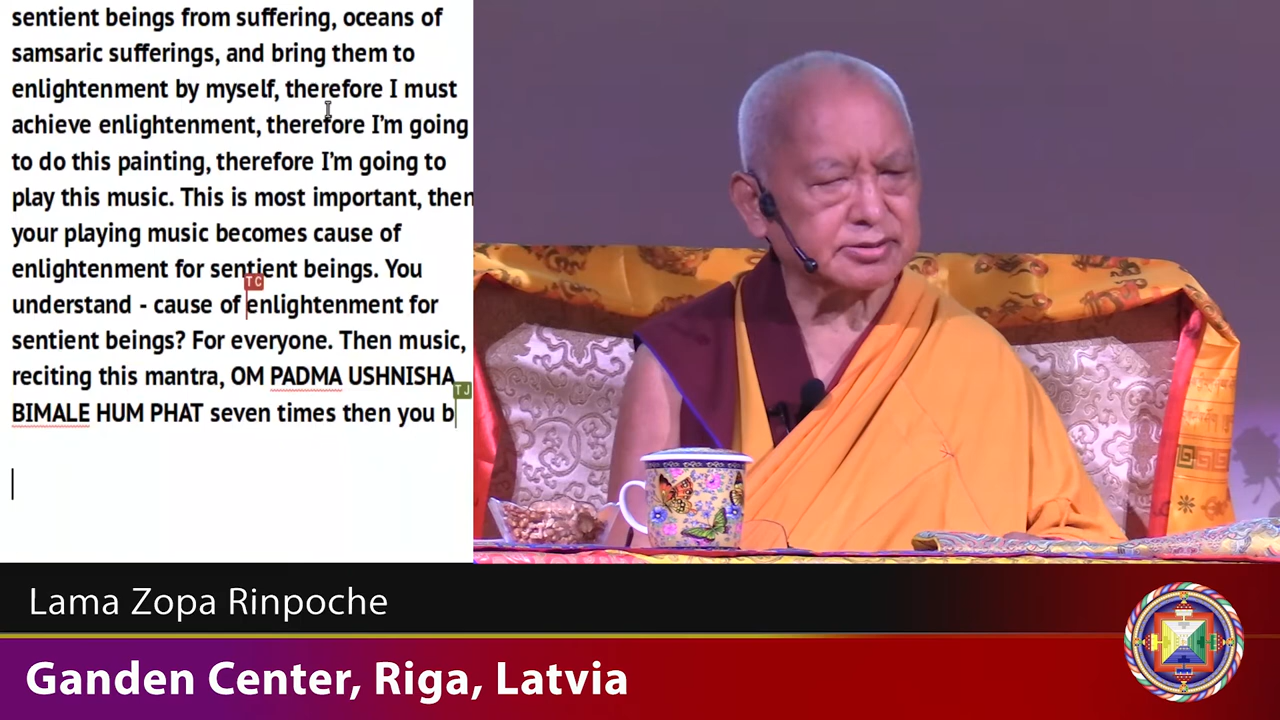 sentient beings from suffering, oceans of
samsaric sufferings, and bring them to
enlightenment by myself, therefore I must
achieve enlightenment, therefore I’m going
to do this painting, therefore I’m going to
play this music. This is most important, then
your playing music becomes cause of
enlightenment for sentient beings. You
TC
understand - cause of enlightenment for
sentient beings? For everyone. Then music,
reciting this mantra, OM PADMA USHNISHA
TJ
BIMALE HUM PHAT seven times then you b
Lama Zopa Rinpoche
Ganden Center, Riga, Latvia